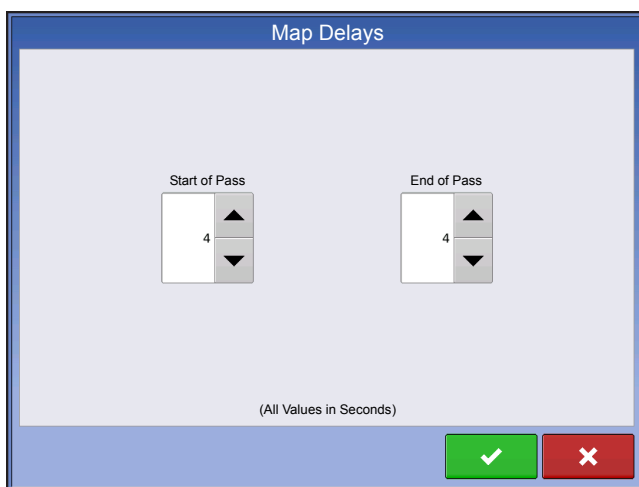 Map Delays
Start of Pass
End of Pass
4
4
(All Values in Seconds)